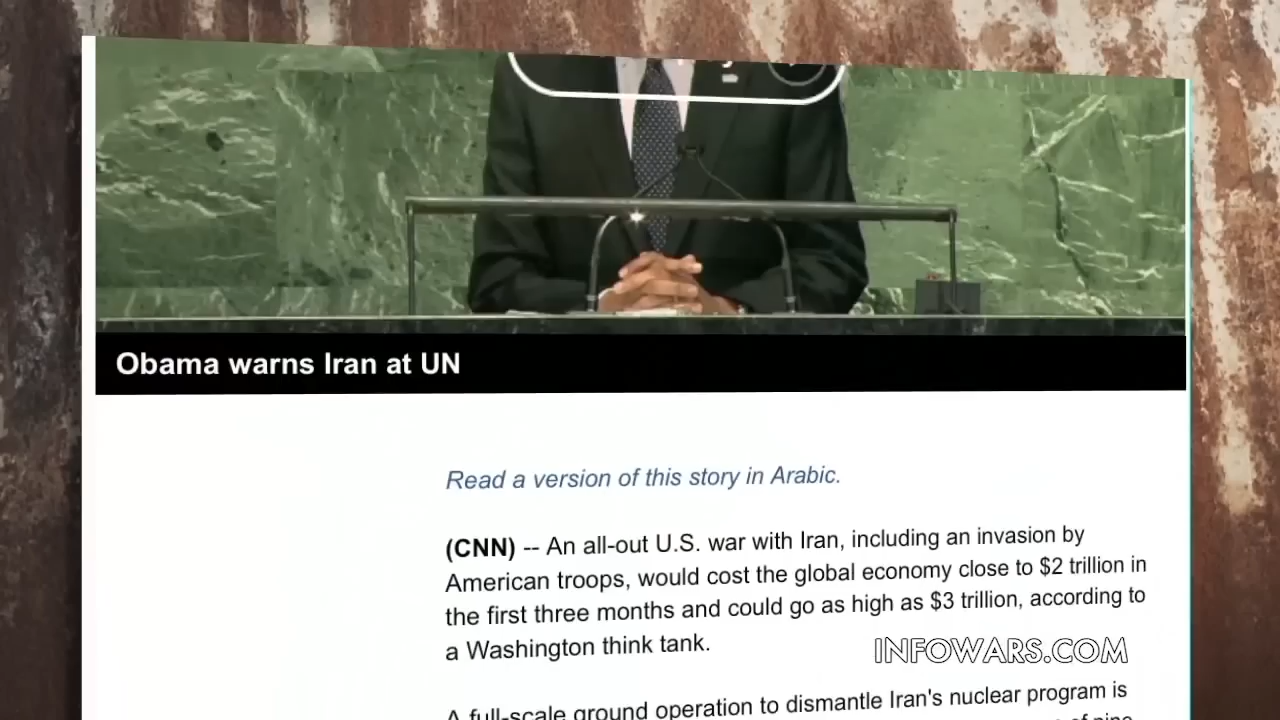 Obama warns Iran at UN
Read a version of this story in Arabic.
(CNN) -- An all-out U.S. war with Iran, including an invasion by
American troops, would cost the global economy close to $2 trillion in
the first three months and could go as high as $3 trillion, according to
a Washington think tank.
INFOWARS.COM
A full-scale ground operation to dismantle Iran's nuclear program is
of nine